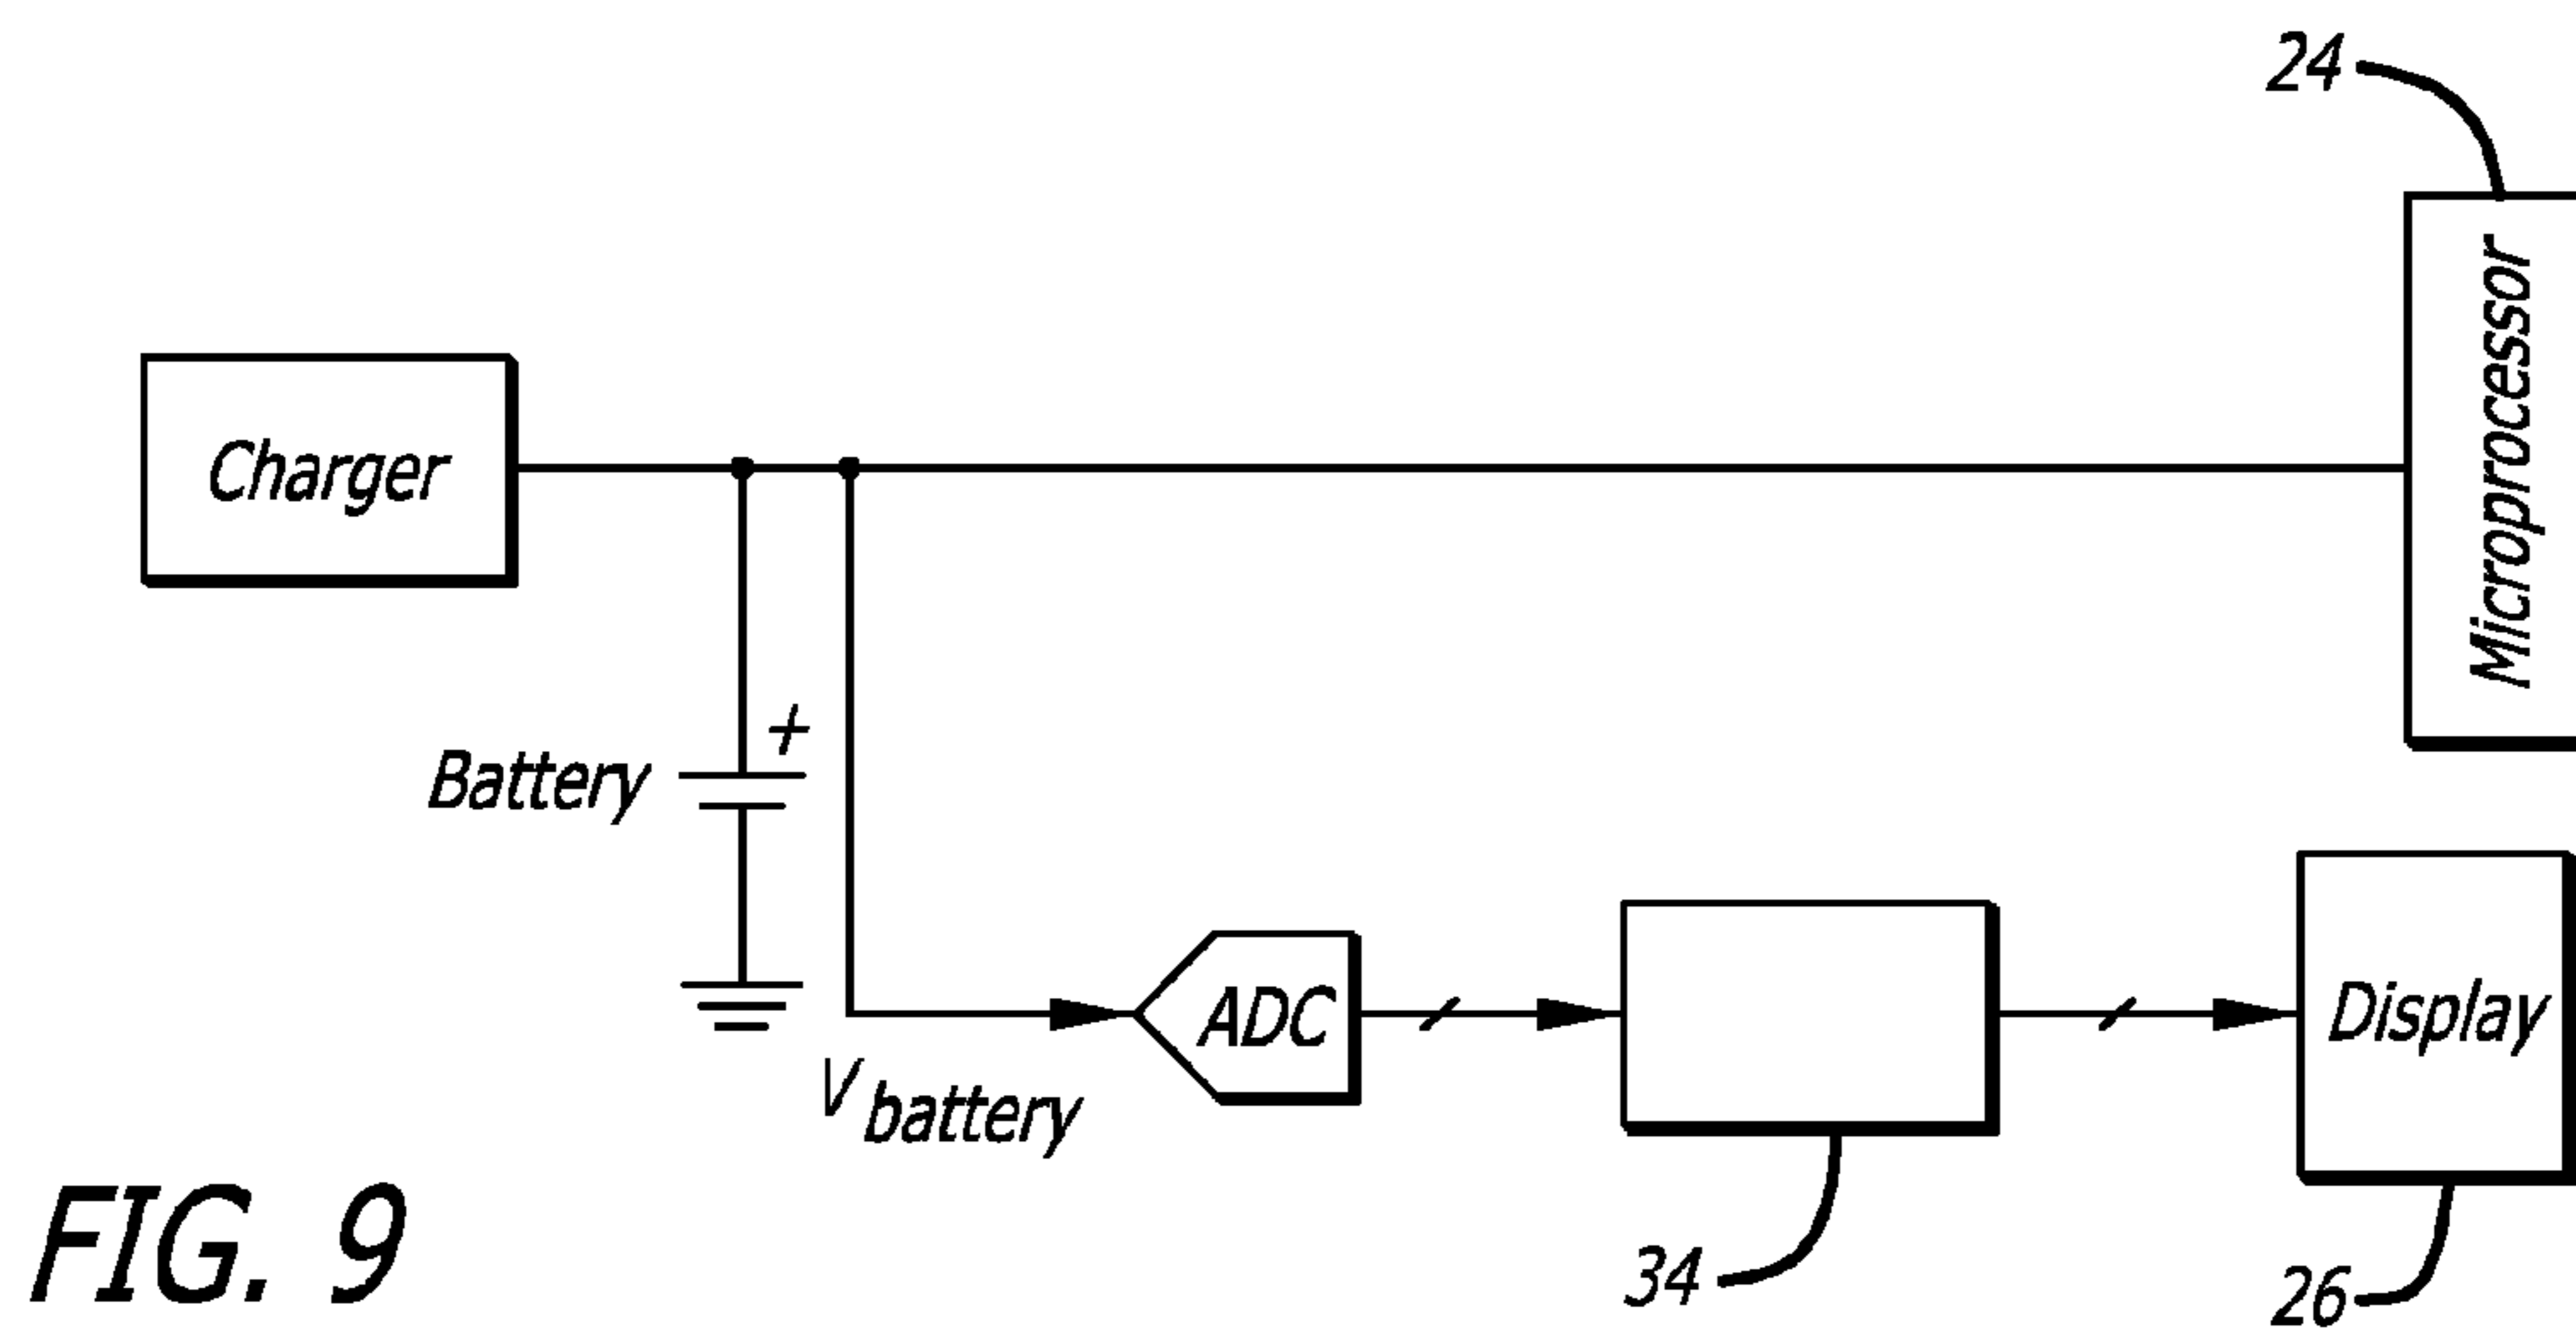 24
Microprocessor
Charger
+
Battery
ADC
Display
V battery
34
26
FIG. 9